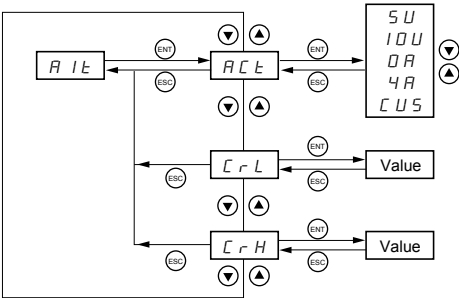 5U
10U
ENT
ENT
0A
AIt
ACt
4A
ESC
ESC
CUS
ENT
CrL
Value
ESC
ESC
ENT
CrH
Value
ESC
ESC